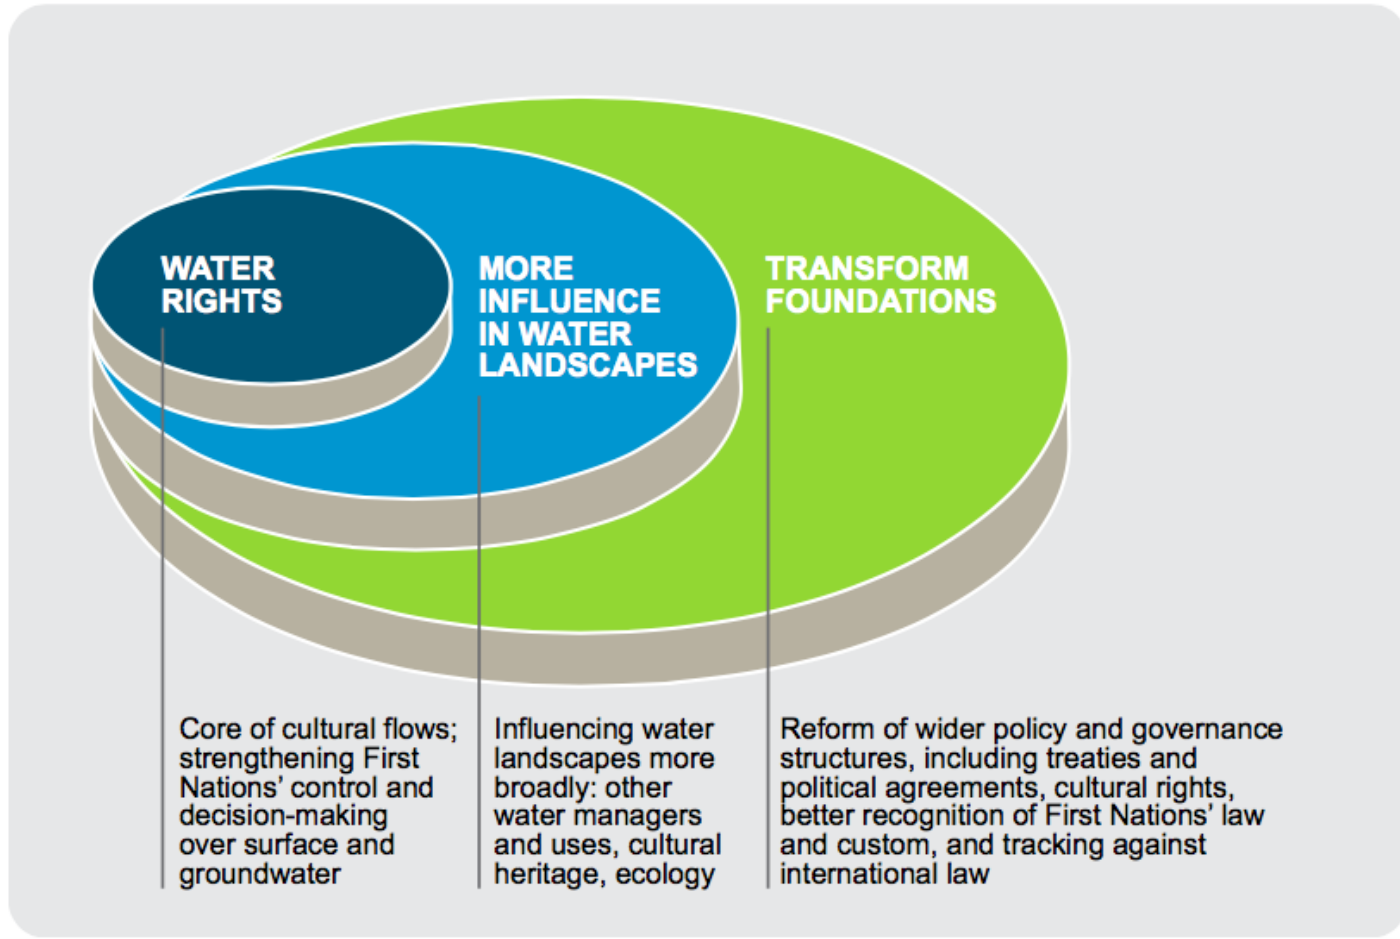 WATER
RIGHTS
MORE
INFLUENCE
IN WATER
LANDSCAPES
TRANSFORM
FOUNDATIONS
Core of cultural flows;
strengthening First
Nations’ control and
decision-making
over surface and
groundwater
Influencing water
landscapes more
broadly: other
water managers
and uses, cultural
heritage, ecology
Reform of wider policy and governance
structures, including treaties and
political agreements, cultural rights,
better recognition of First Nations’ law
and custom, and tracking against
international law